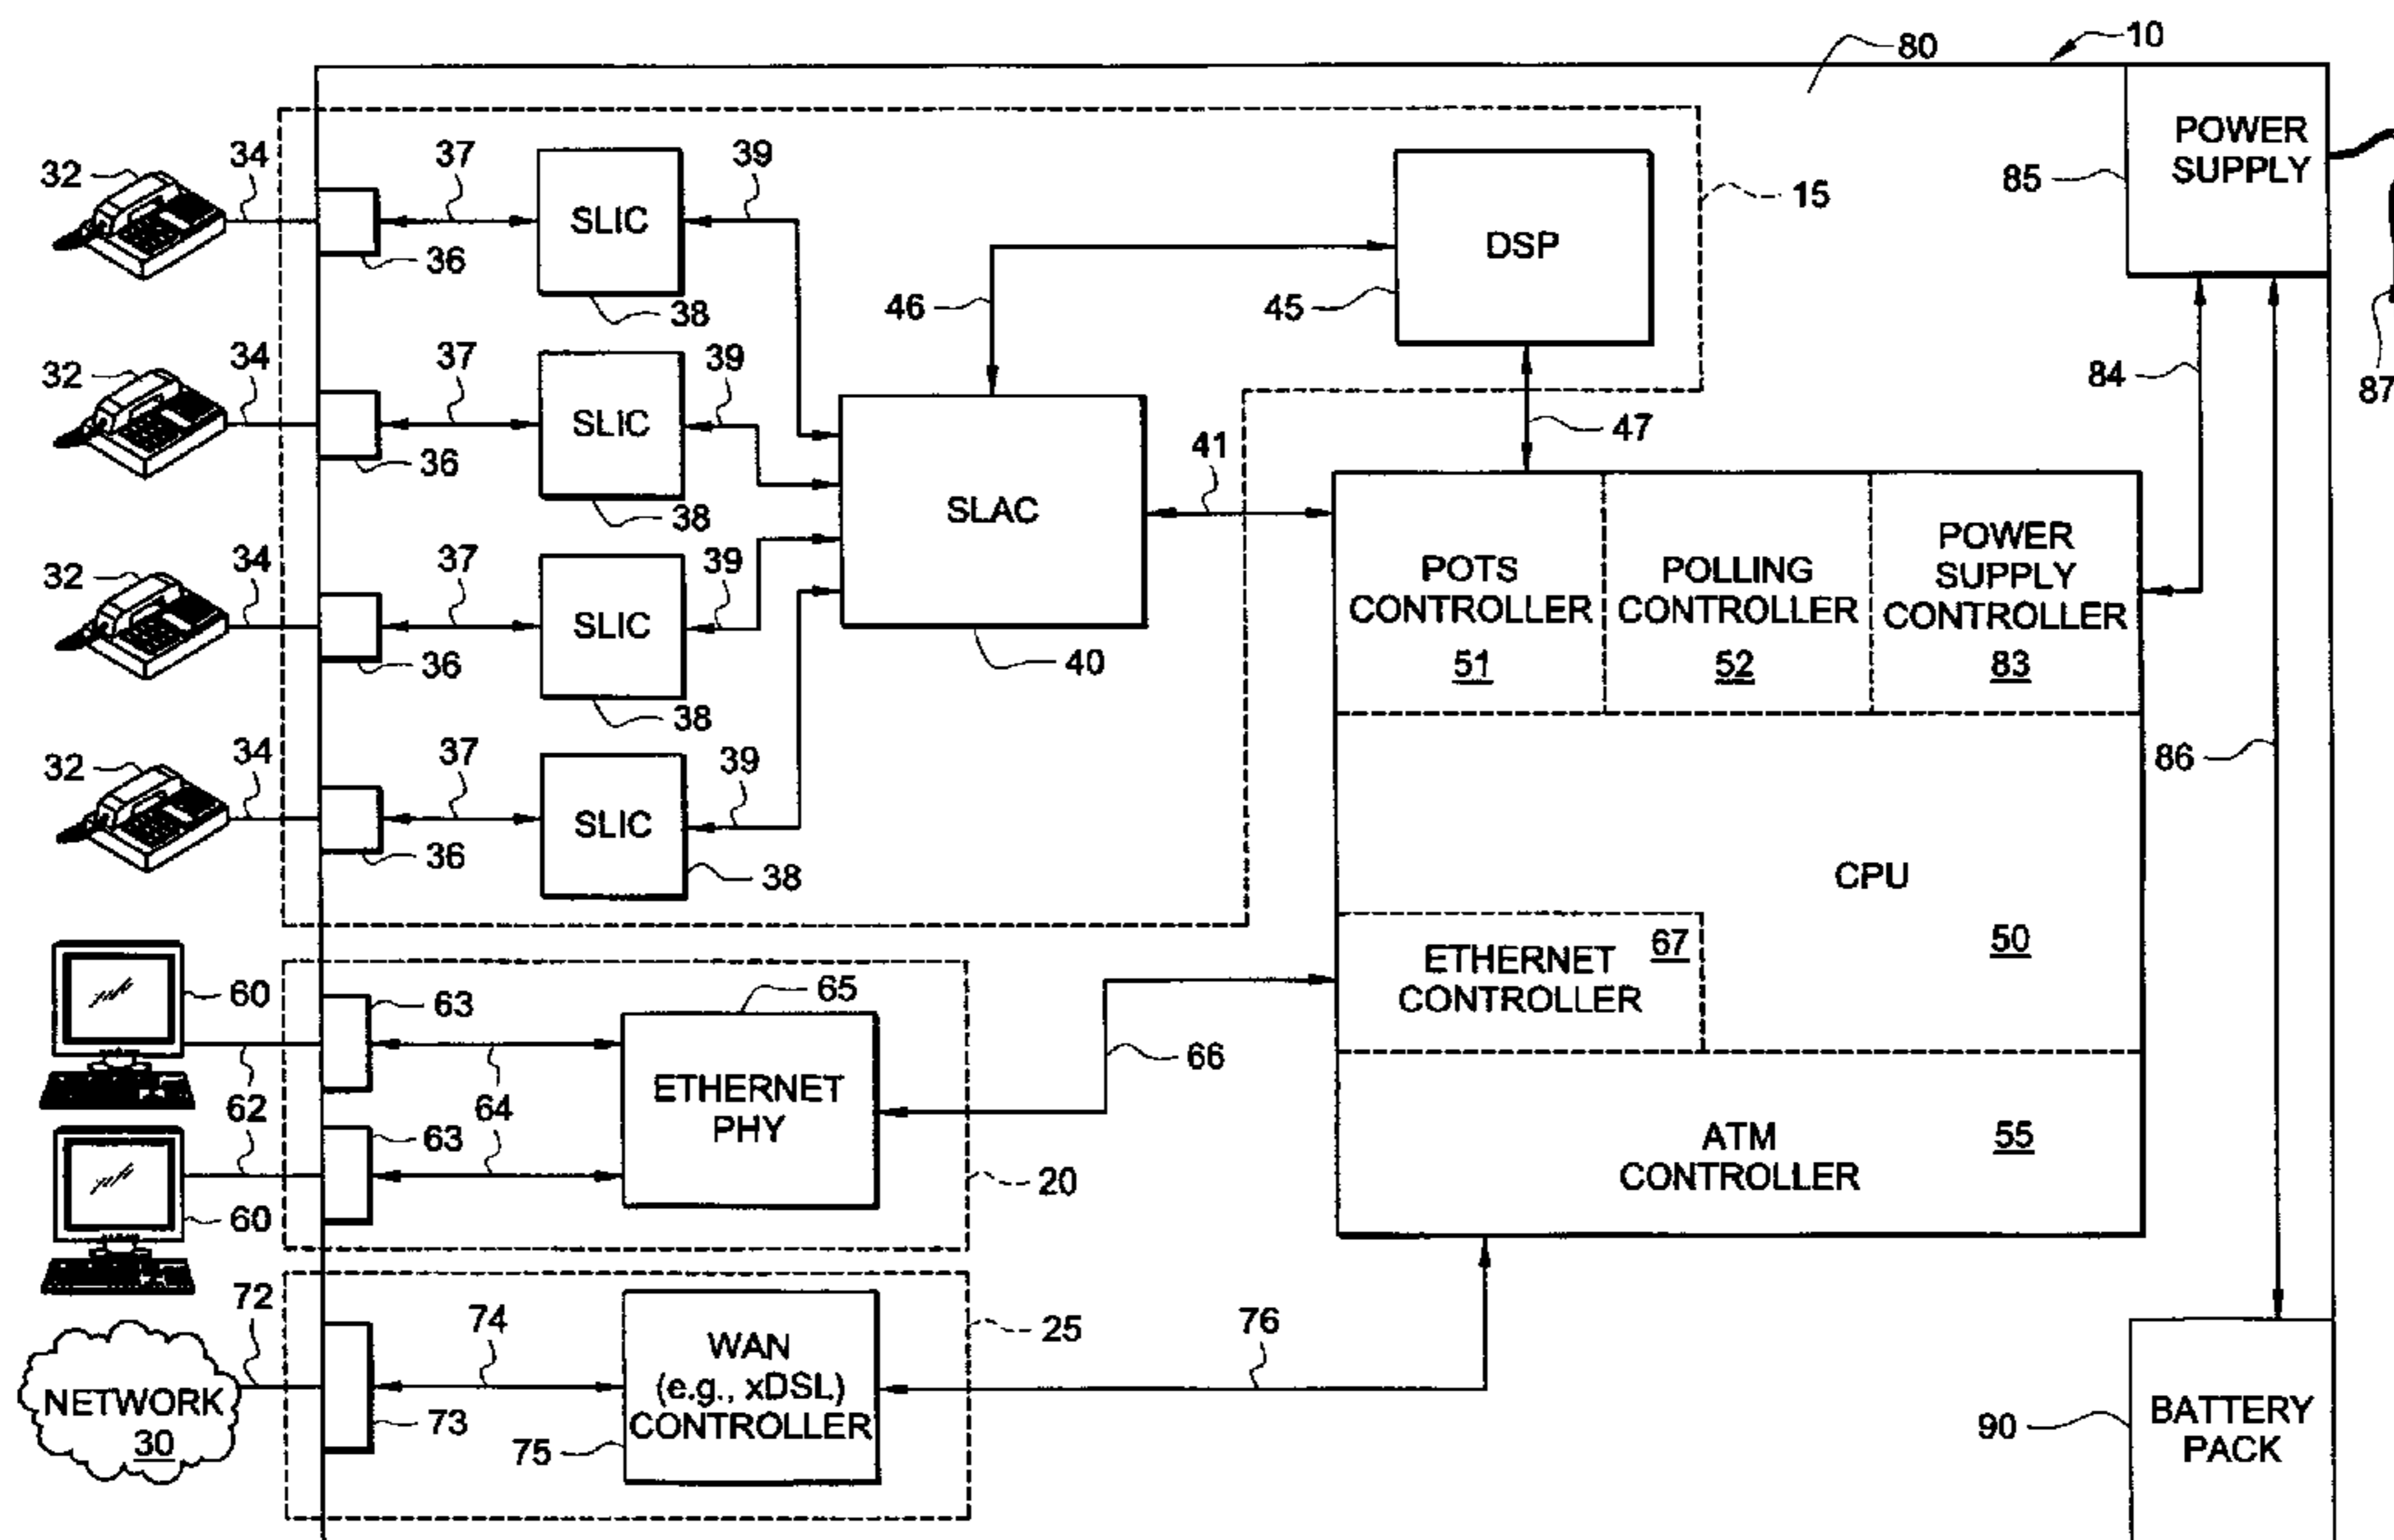 80
10
POWER
SUPPLY
85
87
15
32
34
37
39
SLIC
36
38
DSP
46
45
84
32
34
37
39
SLIC
36
38
47
41
SLAC
40
POTS
CONTROLLER
51
POLLING
CONTROLLER
52
POWER
SUPPLY
CONTROLLER
83
32
34
37
39
SLIC
36
38
86
32
34
37
39
SLIC
36
38
CPU
50
ETHERNET
CONTROLLER
67
60
63
65
62
64
ETHERNET
PHY
66
63
60
20
ATM
CONTROLLER
55
72
74
WAN
(e.g., xDSL)
CONTROLLER
25
76
NETWORK
30
73
75
90
BATTERY
PACK